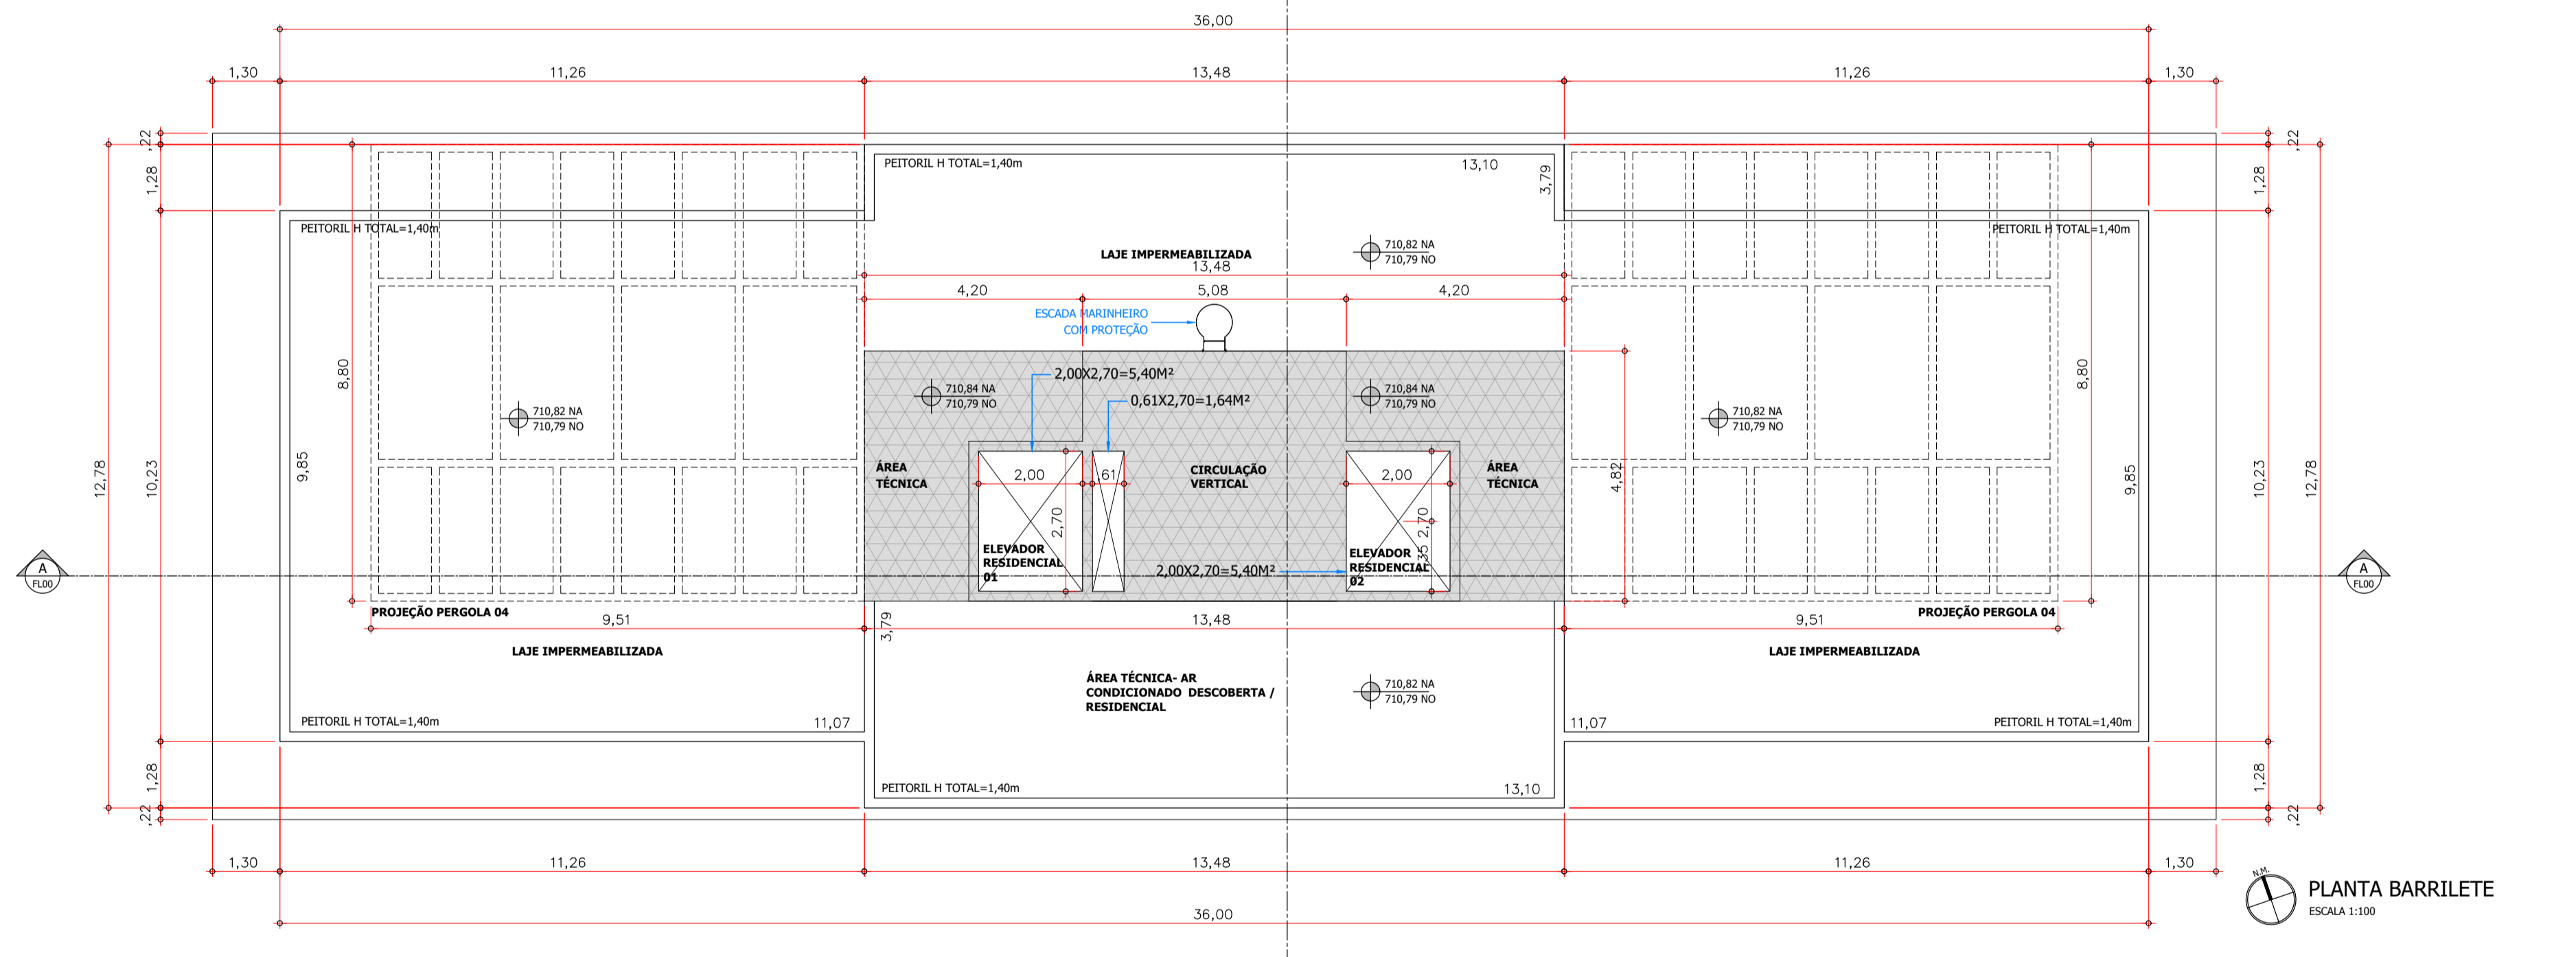 36,00
1,30
11,26
13,48
11,26
1,30
,22
,22
1,28
1,28
PEITORIL H TOTAL=1,40m
13,10
3,79
PEITORIL H TOTAL=1,40m
PEITORIL H TOTAL=1,40m
LAJE IMPERMEABILIZADA
710,82 NA
710,79 NO
13,48
4,20
5,08
4,20
ESCADA MARINHEIRO
COM PROTEÇÃO
8,80
8,80
2,00X2,70=5,40M²
710,84 NA
710,79 NO
0,61X2,70=1,64M²
710,84 NA
710,79 NO
710,82 NA
710,79 NO
710,82 NA
710,79 NO
12,78
10,23
9,85
ÁREA
TÉCNICA
2,00
,61
CIRCULAÇÃO
VERTICAL
2,00
ÁREA
TÉCNICA
4,82
9,85
10,23
12,78
2,70
2,70
ELEVADOR
RESIDENCIAL
01
2,00X2,70=5,40M²
ELEVADOR
RESIDENCIAL
02
A
FL00
A
FL00
PROJEÇÃO PERGOLA 04
PROJEÇÃO PERGOLA 04
9,51
3,79
13,48
9,51
LAJE IMPERMEABILIZADA
LAJE IMPERMEABILIZADA
ÁREA TÉCNICA- AR
CONDICIONADO DESCOBERTA /
RESIDENCIAL
710,82 NA
710,79 NO
PEITORIL H TOTAL=1,40m
11,07
11,07
PEITORIL H TOTAL=1,40m
1,28
1,28
PEITORIL H TOTAL=1,40m
13,10
,22
,22
1,30
11,26
13,48
11,26
1,30
36,00
N.M.
PLANTA BARRILETE
ESCALA 1:100